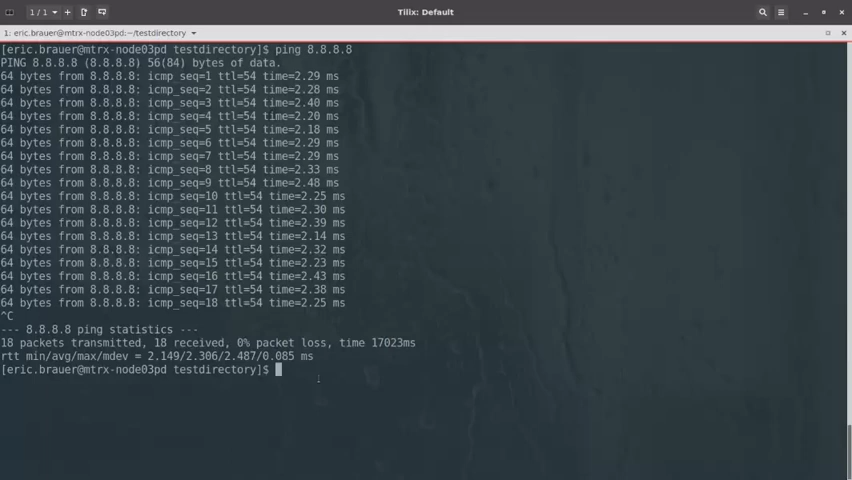 1 / 1
Tilix: Default
1: eric.brauer@mtrx-node03pd:~/testdirectory
[eric.brauer@mtrx-node03pd testdirectory]$ ping 8.8.8.8
PING 8.8.8.8 (8.8.8.8) 56(84) bytes of data.
64 bytes from 8.8.8.8: icmp_seq=1 ttl=54 time=2.29 ms
64 bytes from 8.8.8.8: icmp_seq=2 ttl=54 time=2.28 ms
64 bytes from 8.8.8.8: icmp_seq=3 ttl=54 time=2.40 ms
64 bytes from 8.8.8.8: icmp_seq=4 ttl=54 time=2.20 ms
64 bytes from 8.8.8.8: icmp_seq=5 ttl=54 time=2.18 ms
64 bytes from 8.8.8.8: icmp_seq=6 ttl=54 time=2.29 ms
64 bytes from 8.8.8.8: icmp_seq=7 ttl=54 time=2.29 ms
64 bytes from 8.8.8.8: icmp_seq=8 ttl=54 time=2.33 ms
64 bytes from 8.8.8.8: icmp_seq=9 ttl=54 time=2.48 ms
64 bytes from 8.8.8.8: icmp_seq=10 ttl=54 time=2.25 ms
64 bytes from 8.8.8.8: icmp_seq=11 ttl=54 time=2.30 ms
64 bytes from 8.8.8.8: icmp_seq=12 ttl=54 time=2.39 ms
64 bytes from 8.8.8.8: icmp_seq=13 ttl=54 time=2.14 ms
64 bytes from 8.8.8.8: icmp_seq=14 ttl=54 time=2.32 ms
64 bytes from 8.8.8.8: icmp_seq=15 ttl=54 time=2.23 ms
64 bytes from 8.8.8.8: icmp_seq=16 ttl=54 time=2.43 ms
64 bytes from 8.8.8.8: icmp_seq=17 ttl=54 time=2.38 ms
64 bytes from 8.8.8.8: icmp_seq=18 ttl=54 time=2.25 ms
^C
--- 8.8.8.8 ping statistics ---
18 packets transmitted, 18 received, 0% packet loss, time 17023ms
rtt min/avg/max/mdev = 2.149/2.306/2.487/0.085 ms
[eric.brauer@mtrx-node03pd testdirectory]$